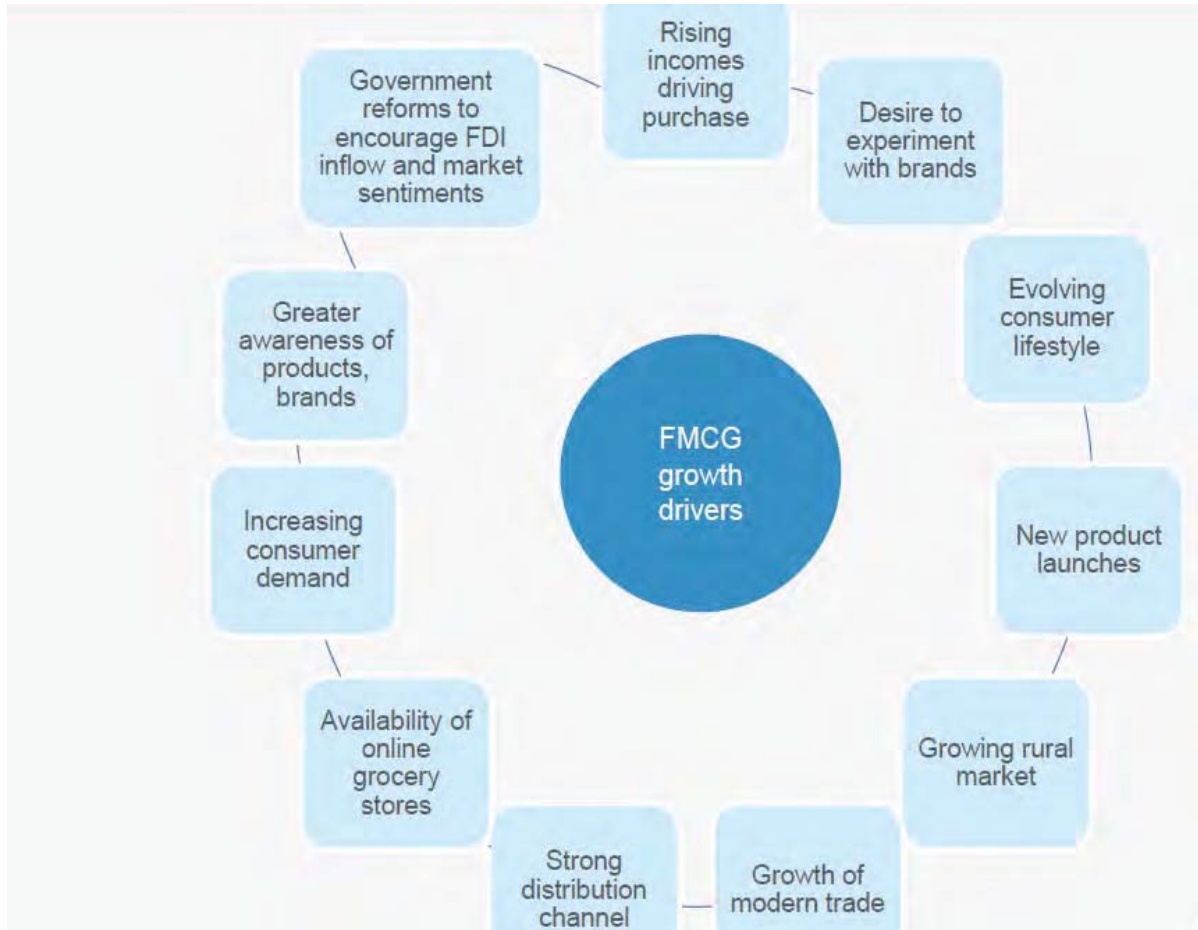 Rising
incomes
driving
purchase
Desire to
experiment
with brands
Evolving
consumer
lifestyle
New product
launches
Growing rural
market
Growth of
modern trade
Strong
distribution
channel
Availability of
online
grocery
stores
Increasing
consumer
demand
Greater
awareness of
products,
brands
Government
reforms to
encourage FDI
inflow and market
sentiments
FMCG
growth
drivers